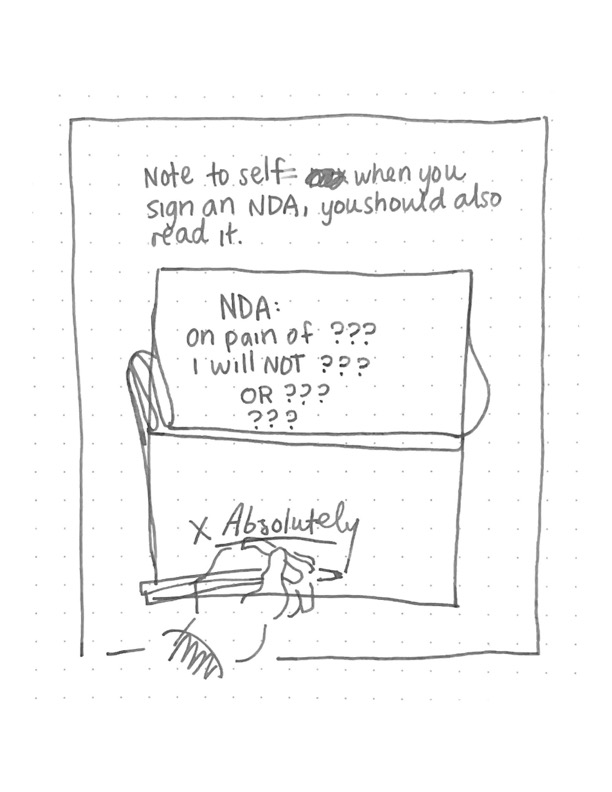 Note to self= when you
sign an NDA, you should also
read it.
NDA:
on pain of ???
I will NOT ???
OR ???
???
X Absolutely